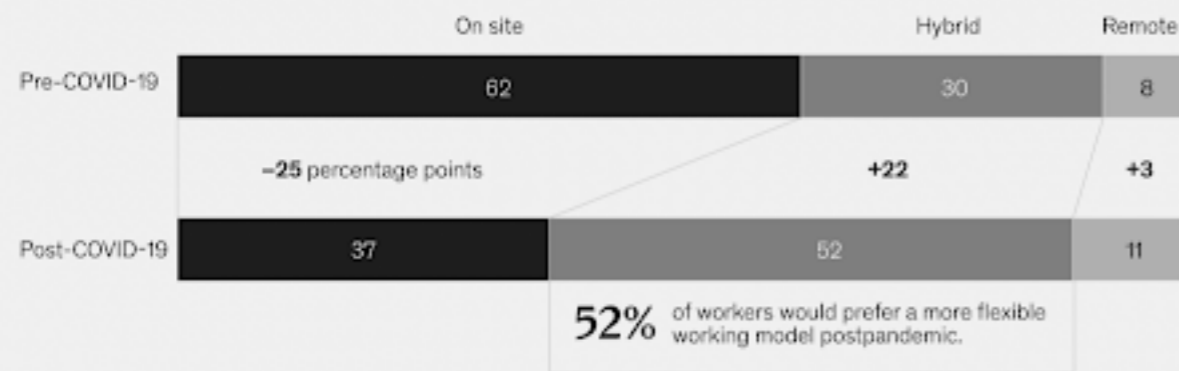 On site Hybrid Remote
Pre-COVID-19 62 30 8
–25 percentage points +22 +3
Post-COVID-19 37 52 11
52% of workers would prefer a more flexible
working model postpandemic.